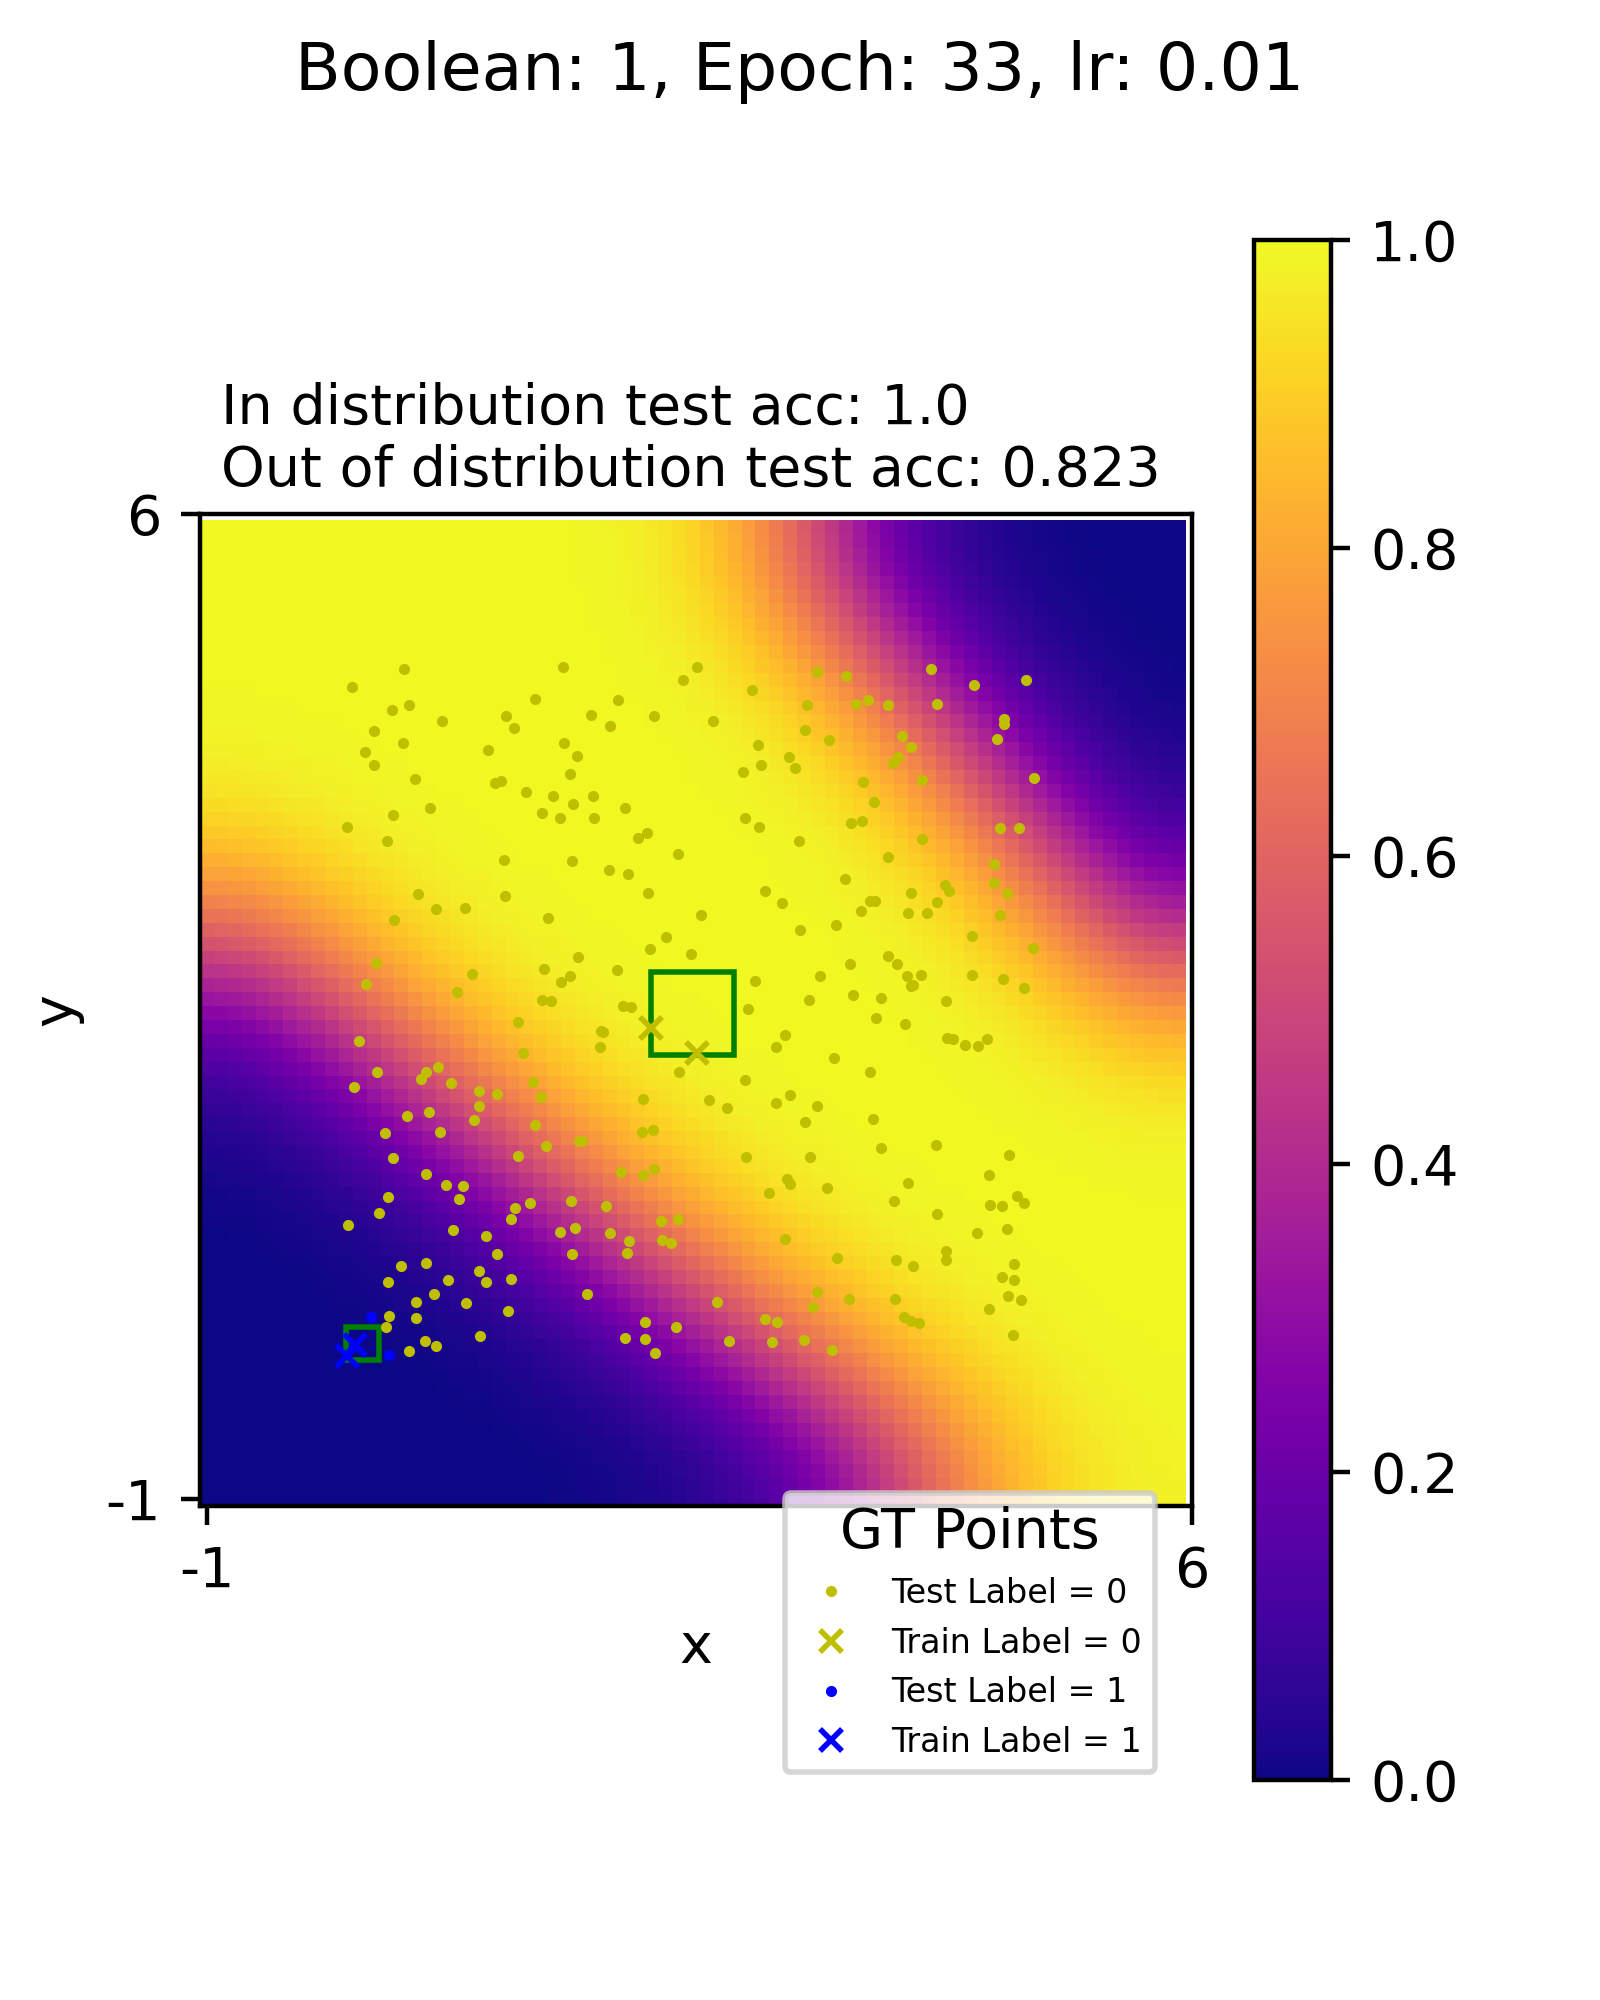 Boolean: 1, Epoch: 33, lr: 0.01
In distribution test acc: 1.0
Out of distribution test acc: 0.823
6
y
-1
-1
6
x
GT Points
Test Label = 0
Train Label = 0
Test Label = 1
Train Label = 1
1.0
0.8
0.6
0.4
0.2
0.0